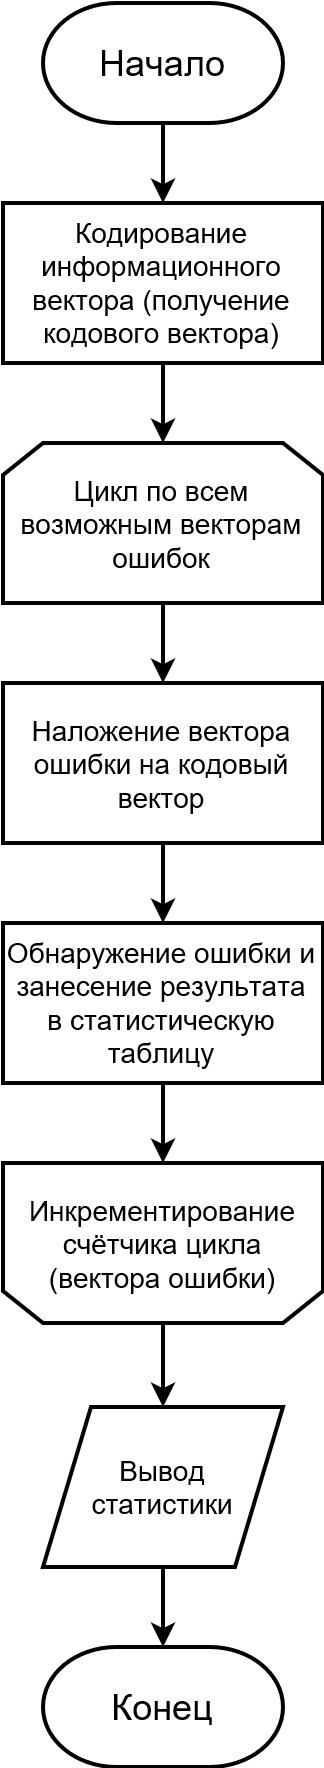 Начало
Кодирование
информационного
вектора (получение
кодового вектора)
Цикл по всем
возможным векторам
ошибок
Наложение вектора
ошибки на кодовый
вектор
Обнаружение ошибки и
занесение результата
в статистическую
таблицу
Инкрементирование
счётчика цикла
(вектора ошибки)
Вывод
статистики
Конец